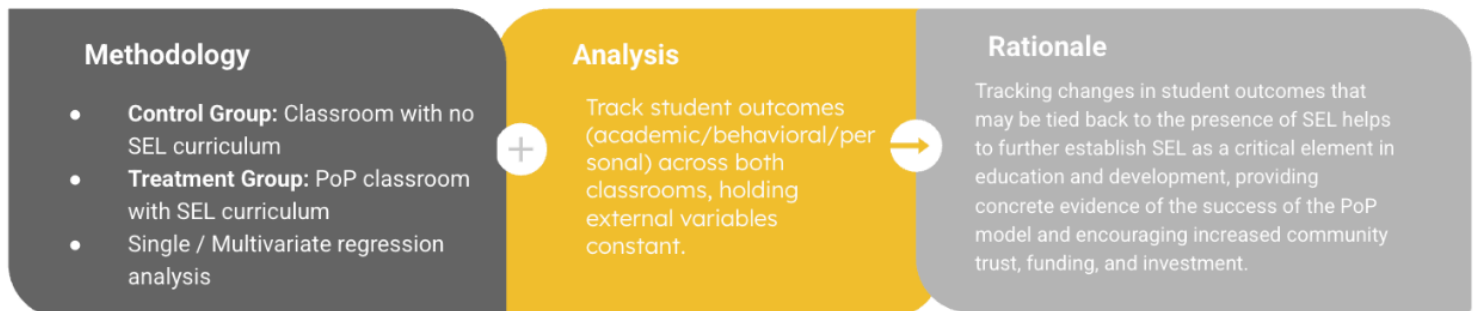 Methodology
● Control Group: Classroom with no
SEL curriculum
● Treatment Group: PoP classroom
with SEL curriculum
● Single / Multivariate regression
analysis
+
Analysis
Track student outcomes
(academic/behavioral/per
sonal) across both
classrooms, holding
external variables
constant.
Rationale
Tracking changes in student outcomes that
may be tied back to the presence of SEL helps
to further establish SEL as a critical element in
education and development, providing
concrete evidence of the success of the PoP
model and encouraging increased community
trust, funding, and investment.